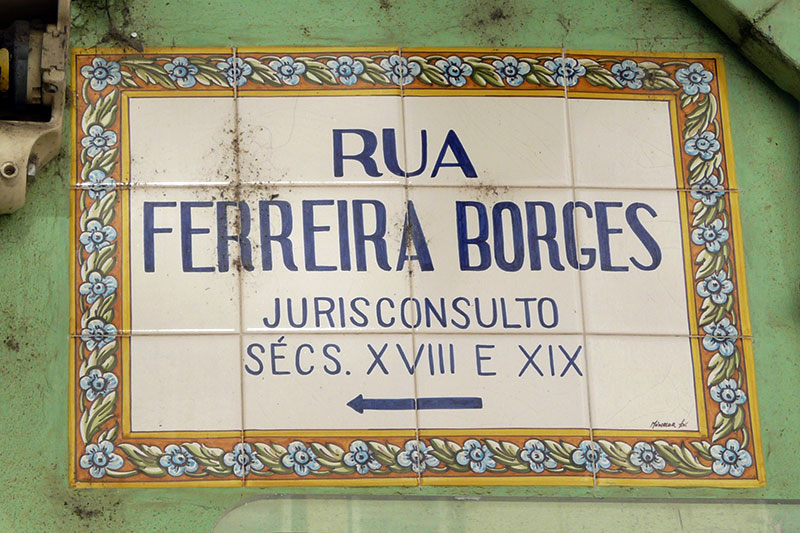 RUA
FERREIRA BORGES
JURISCONSULTO
SÉCS. XVIII E XIX